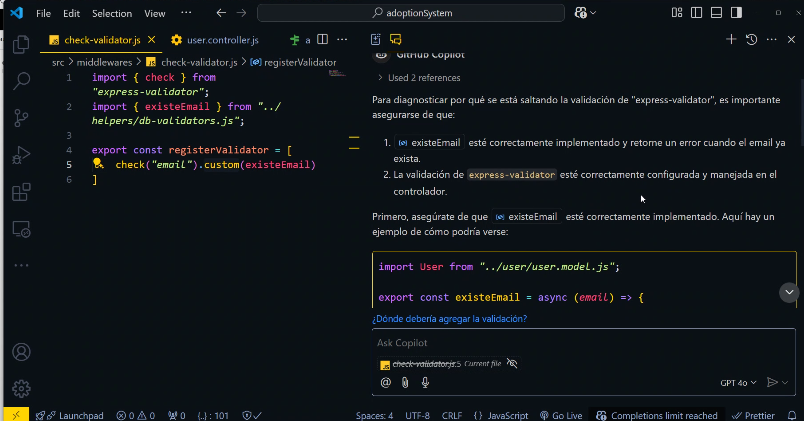 File Edit Selection View ··· adoptionSystem
check-validator.js user.controller.js a ···
src > middlewares > check-validator.js > registerValidator
1 import { check } from
"express-validator";
2 import { existeEmail } from "../
helpers/db-validators.js";
3
4 export const registerValidator = [
5 check("email").custom(existeEmail)
6 ]
GitHub Copilot
> Used 2 references
Para diagnosticar por qué se está saltando la validación de "express-validator", es importante
asegurarse de que:
1. existeEmail esté correctamente implementado y retorne un error cuando el email ya
exista.
2. La validación de express-validator esté correctamente configurada y manejada en el
controlador.
Primero, asegúrate de que existeEmail esté correctamente implementado. Aquí hay un
ejemplo de cómo podría verse:
import User from "../user/user.model.js";
export const existeEmail = async (email) => {
¿Dónde debería agregar la validación?
Ask Copilot
check-validator.js:5 Current file
GPT 4o
Launchpad 0 0 0 {..} : 101 Spaces: 4 UTF-8 CRLF {} JavaScript Go Live Completions limit reached Prettier